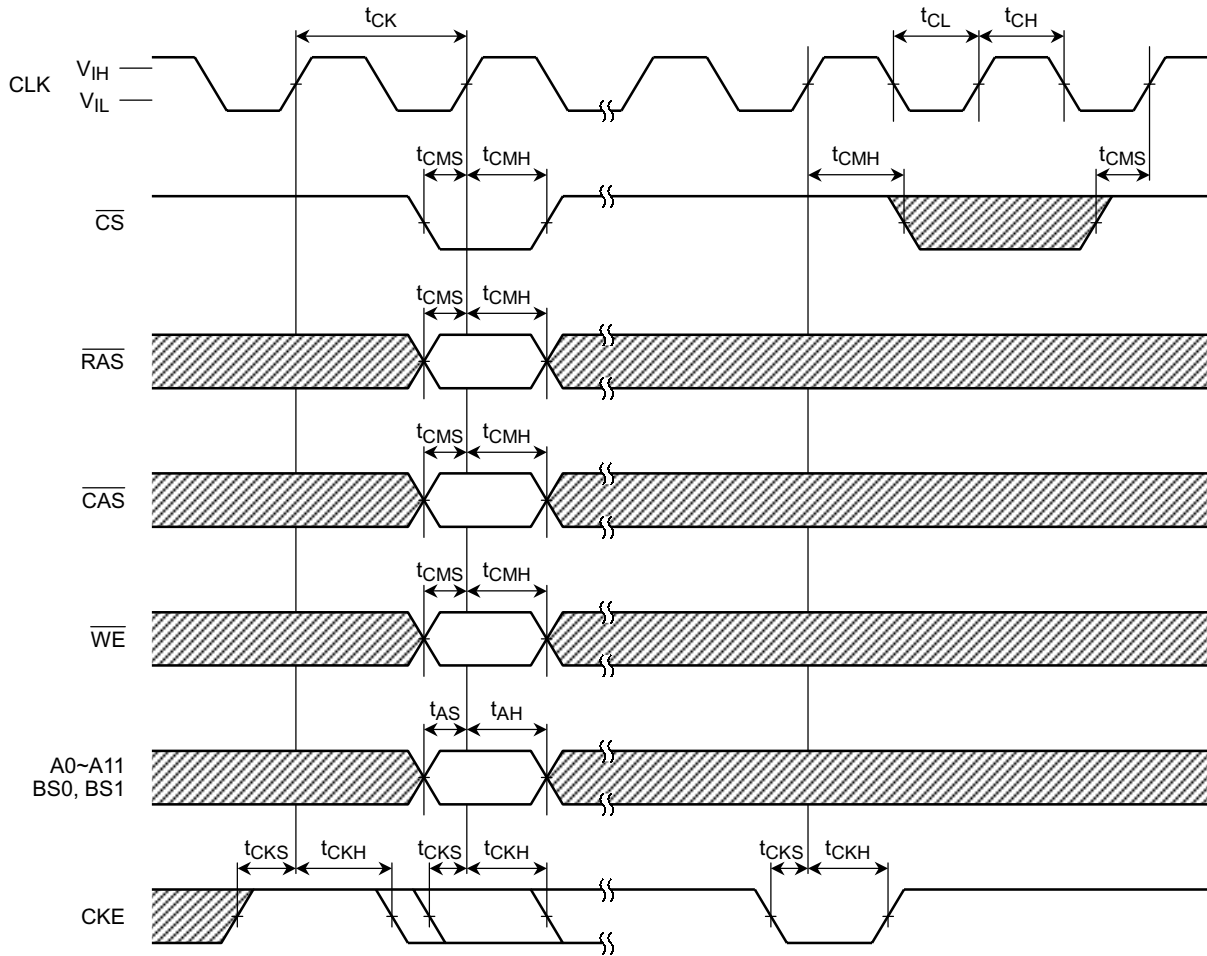 tCK
tCL
tCH
CLK
VIH
VIL
tCMS
tCMH
tCMH
tCMS
CS
tCMS
tCMH
RAS
tCMS
tCMH
CAS
tCMS
tCMH
WE
tAS
tAH
A0~A11
BS0, BS1
tCKS
tCKH
tCKS
tCKH
tCKS
tCKH
CKE